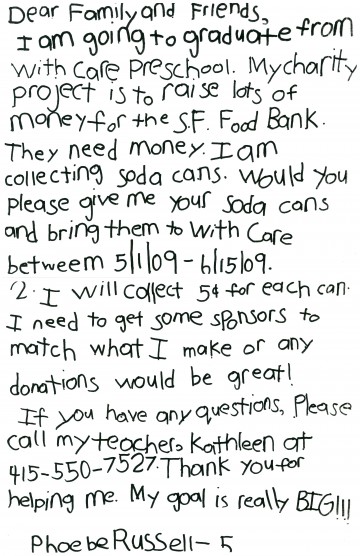 Dear Family and Friends,
I am going to graduate from
With Care Preschool. My charity
project is to raise lots of
money for the S.F. Food Bank.
They need money. I am
collecting soda cans. Would you
Please give me your soda cans
and bring them to With Care
betweem 5/1/09 - 6/15/09.
2. I will collect 5¢ for each can.
I need to get some sponsors to
match what I make or any
donations would be great!
If you have any questions, Please
call my teacher, Kathleen at
415-550-7527. Thank you for
helping me. My goal is really BIG!!!
Phoebe Russell - 5